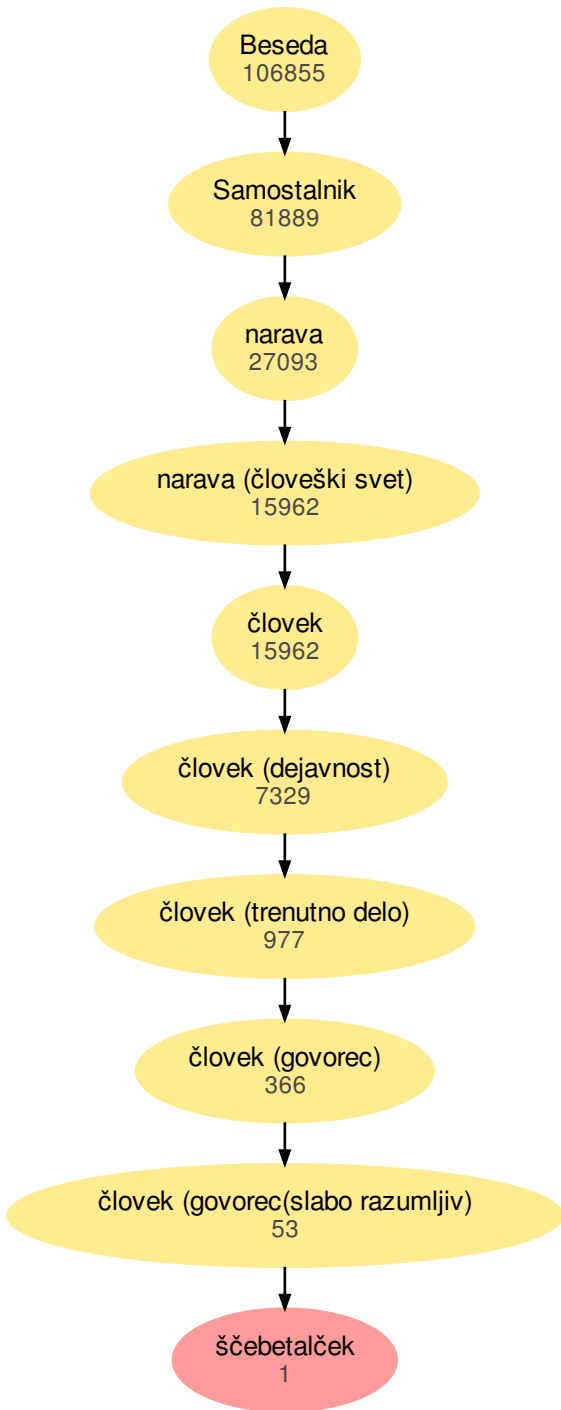 Beseda
106855
Samostalnik
81889
narava
27093
narava (človeški svet)
15962
človek
15962
človek (dejavnost)
7329
človek (trenutno delo)
977
človek (govorec)
366
človek (govorec(slabo razumljiv)
53
ščebetalček
1